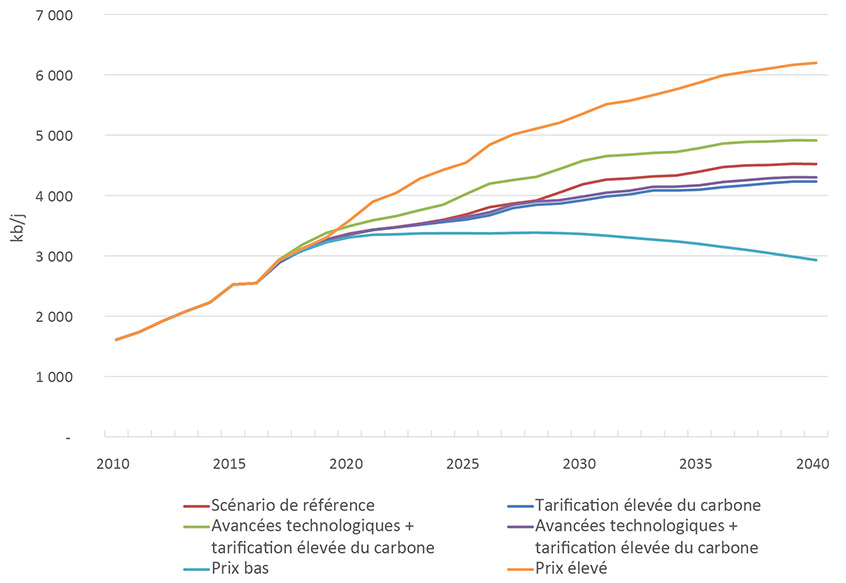 7 000
6 000
5 000
4 000
3 000
2 000
1 000
-
kb/j
2010 2015 2020 2025 2030 2035 2040
Scénario de référence
Tarification élevée du carbone
Avancées technologiques +
tarification élevée du carbone
Avancées technologiques +
tarification élevée du carbone
Prix bas
Prix élevé